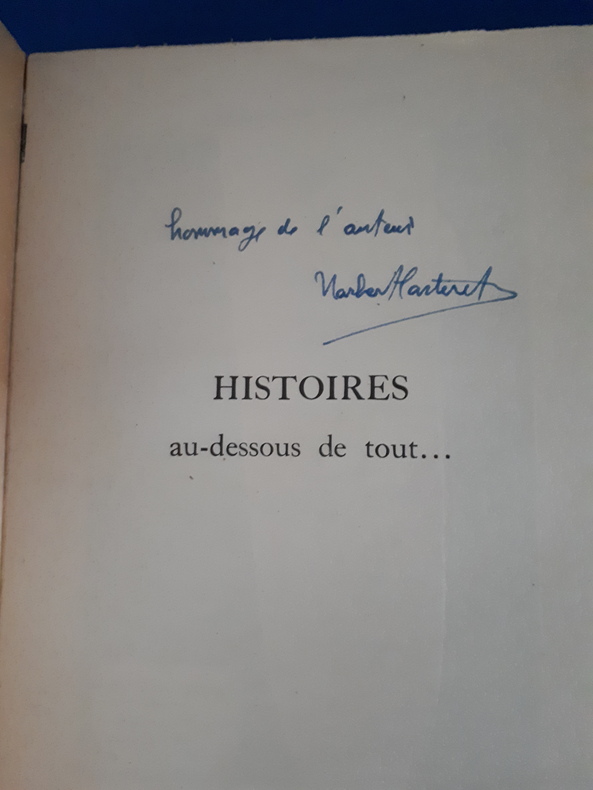 hommage de l'auteur
Norbert Casteret
HISTOIRES
au-dessous de tout...